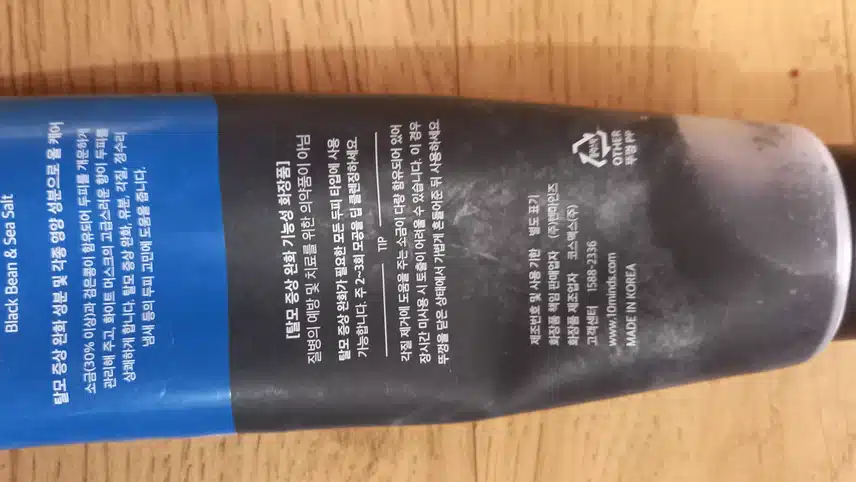 Black Bean & Sea Salt
탈모 증상 완화 성분 및 각종 영양 성분으로 올 케어
소금(30% 이상)과 검은콩이 함유되어 두피를 개운하게
관리해 주고, 화이트 머스크의 고급스러운 향이 두피를
상쾌하게 합니다. 탈모 증상 완화, 유분, 각질, 정수리
냄새 등의 두피 고민에 도움을 줍니다.
[탈모 증상 완화 기능성 화장품]
질병의 예방 및 치료를 위한 의약품이 아님
탈모 증상 완화가 필요한 모든 두피 타입에 사용
가능합니다. 주 2~3회 모공을 딥 클렌징하세요.
TIP
각질 제거에 도움을 주는 소금이 다량 함유되어 있어
장시간 미사용 시 토출이 어려울 수 있습니다. 이 경우
뚜껑을 닫은 상태에서 가볍게 흔들어준 뒤 사용하세요.
제조번호 및 사용 기한 별도 표기
화장품 책임 판매업자 (주)텐마인즈
화장품 제조업자 코스맥스(주)
고객센터 1588-2336
www.10minds.com
MADE IN KOREA
OTHER
뚜껑 PP